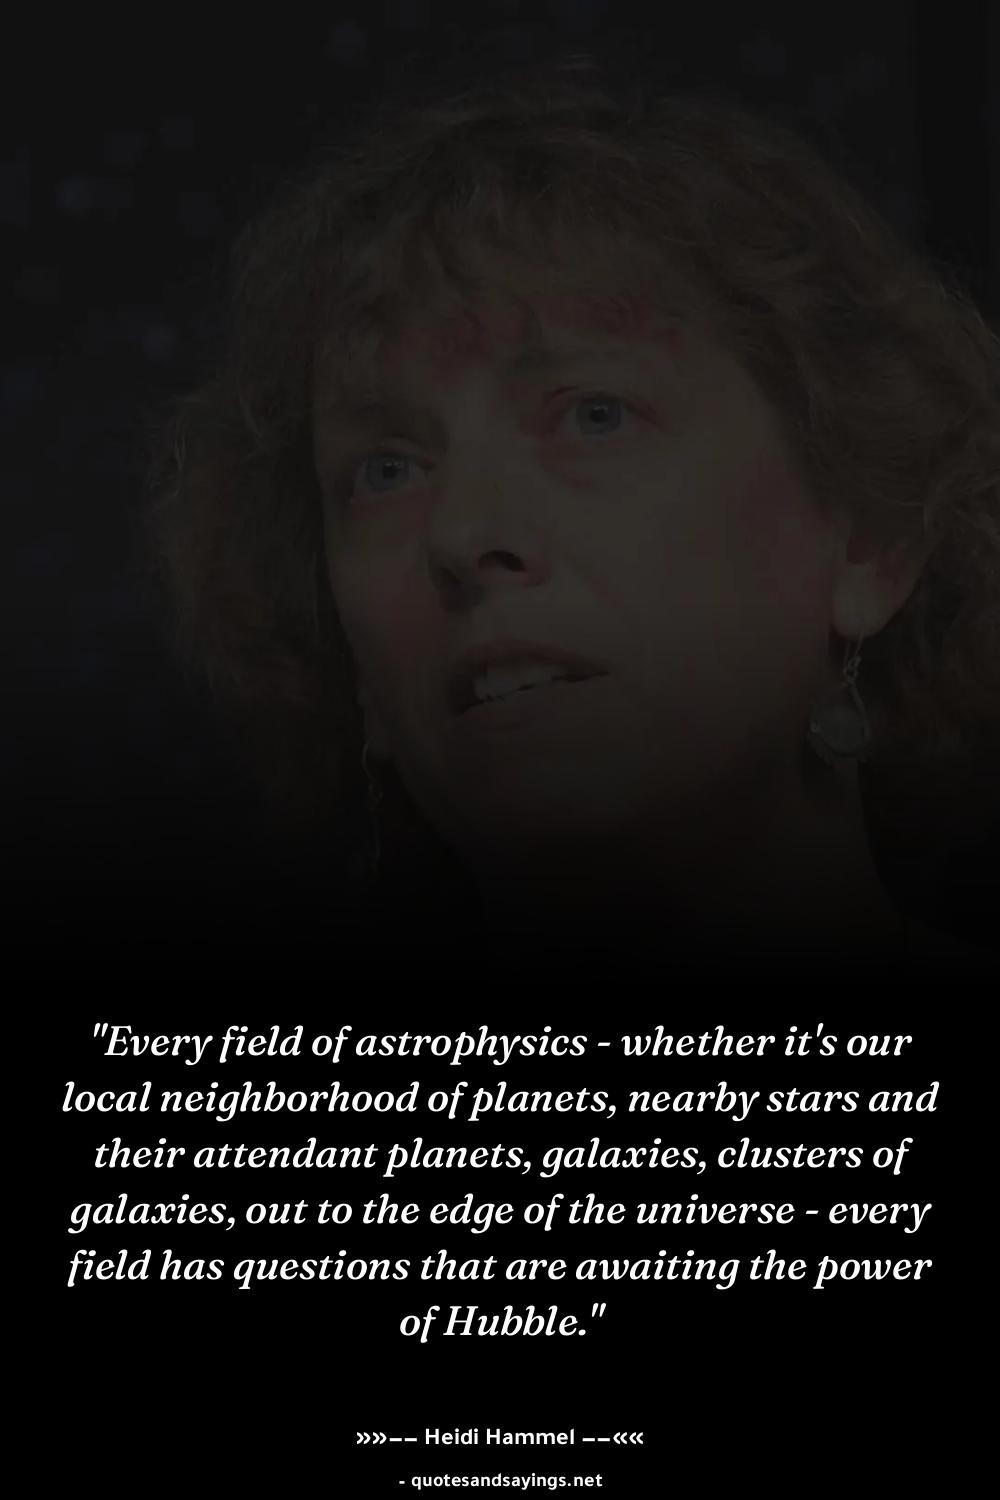 "Every field of astrophysics - whether it's our
local neighborhood of planets, nearby stars and
their attendant planets, galaxies, clusters of
galaxies, out to the edge of the universe - every
field has questions that are awaiting the power
of Hubble."
»»−− Heidi Hammel −−««
- quotesandsayings.net